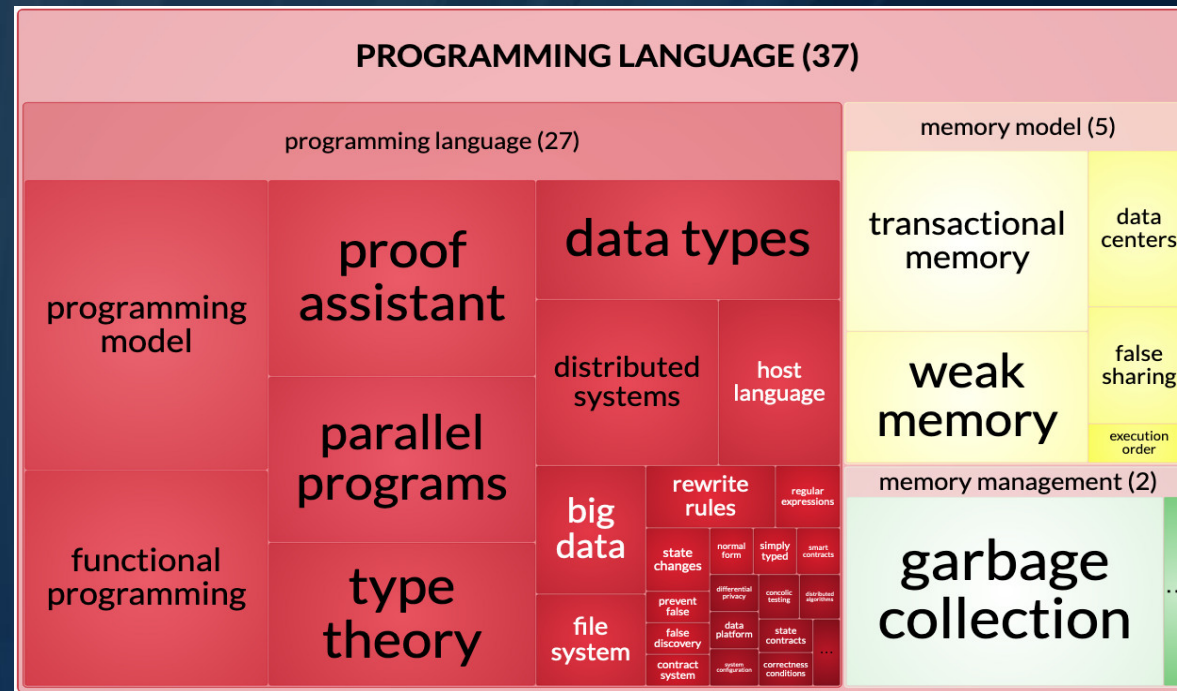 PROGRAMMING LANGUAGE (37)
programming language (27)
programming
model
functional
programming
proof
assistant
parallel
programs
type
theory
data types
distributed
systems
host
language
big
data
file
system
rewrite
rules
regular
expressions
state
changes
normal
form
simply
typed
smart
contracts
prevent
false
differential
privacy
concolic
testing
distributed
algorithms
false
discovery
data
platform
state
contracts
...
contract
system
system
configuration
correctness
conditions
memory model (5)
transactional
memory
weak
memory
data
centers
false
sharing
execution
order
memory management (2)
garbage
collection
...